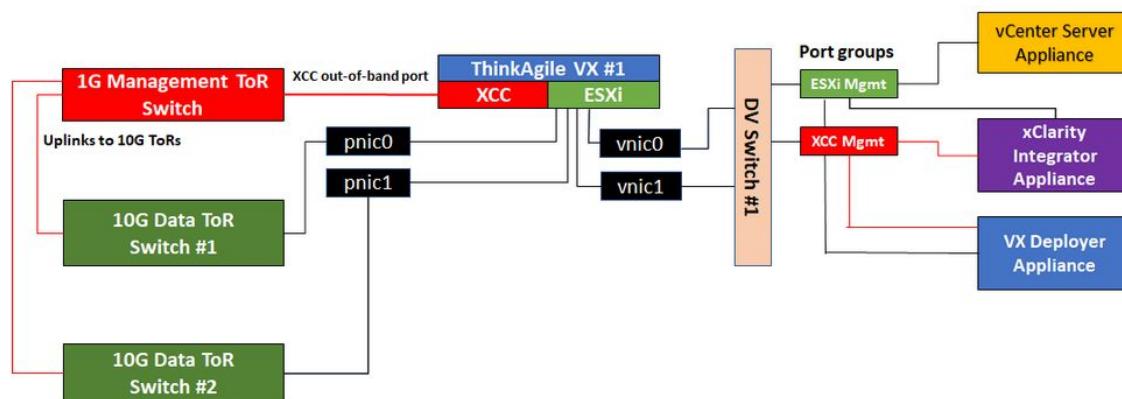 1G Management ToR
Switch
Uplinks to 10G ToRs
10G Data ToR
Switch #1
10G Data ToR
Switch #2
XCC out-of-band port
pnic0
pnic1
ThinkAgile VX #1
XCC
ESXi
vnic0
vnic1
DV Switch #1
Port groups
ESXi Mgmt
XCC Mgmt
vCenter Server
Appliance
xClarity
Integrator
Appliance
VX Deployer
Appliance